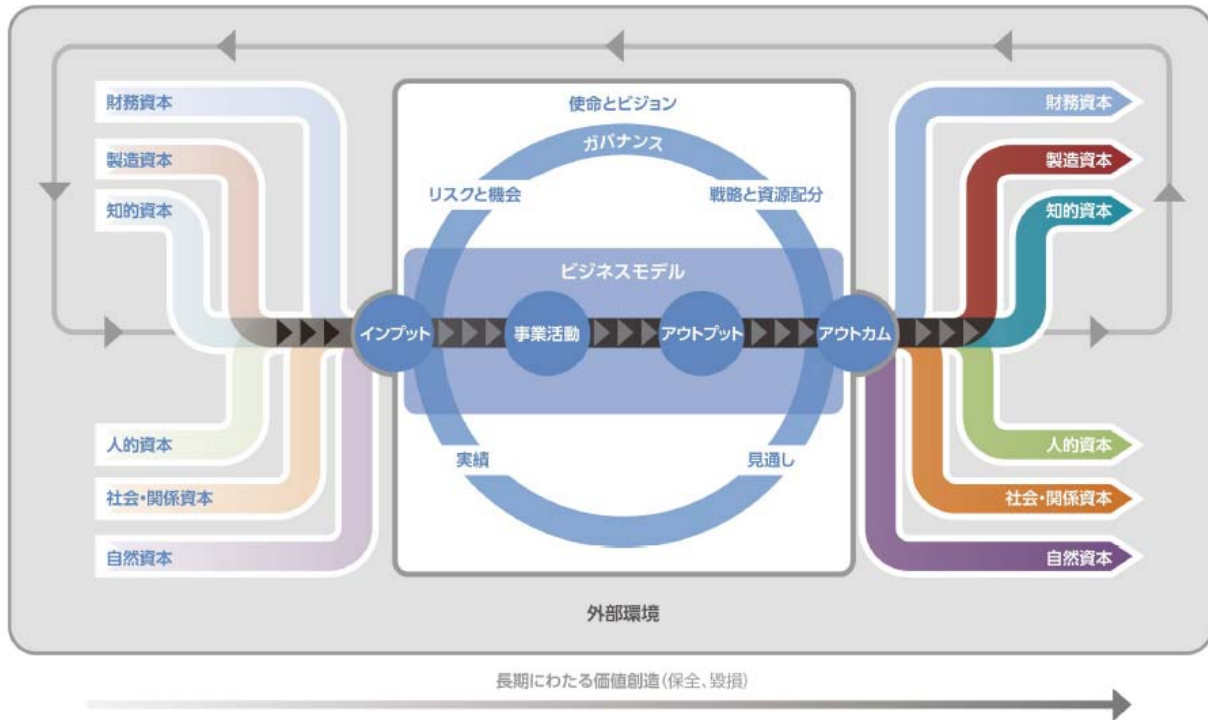 財務資本
製造資本
知的資本
人的資本
社会・関係資本
自然資本
使命とビジョン
ガバナンス
リスクと機会
戦略と資源配分
ビジネスモデル
インプット
事業活動
アウトプット
アウトカム
実績
見通し
財務資本
製造資本
知的資本
人的資本
社会・関係資本
自然資本
外部環境
長期にわたる価値創造(保全、毀損)